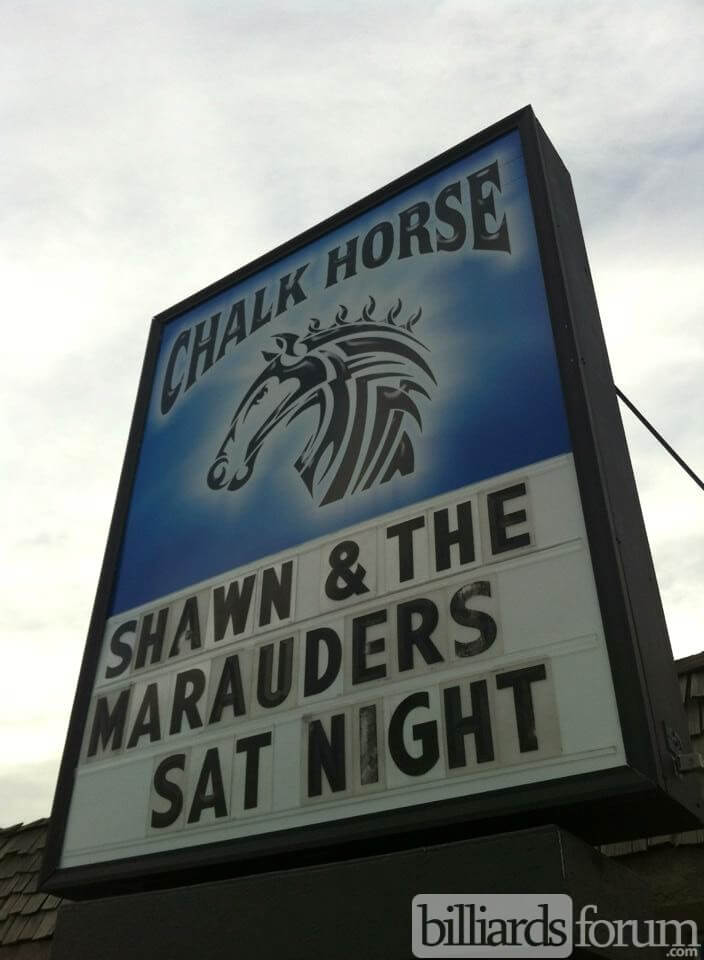 CHALK HORSE
SHAWN & THE
MARAUDERS
SAT NIGHT
billiardsforum
.com